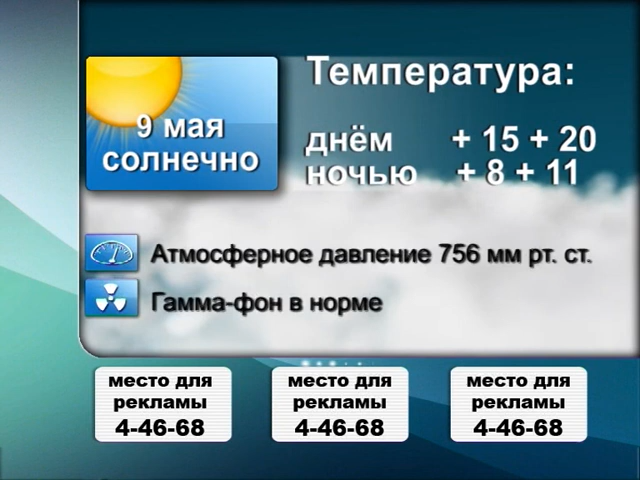 Температура:
9 мая
солнечно
днём + 15 + 20
ночью + 8 + 11
Атмосферное давление 756 мм рт. ст.
Гамма-фон в норме
место для
рекламы
4-46-68
место для
рекламы
4-46-68
место для
рекламы
4-46-68